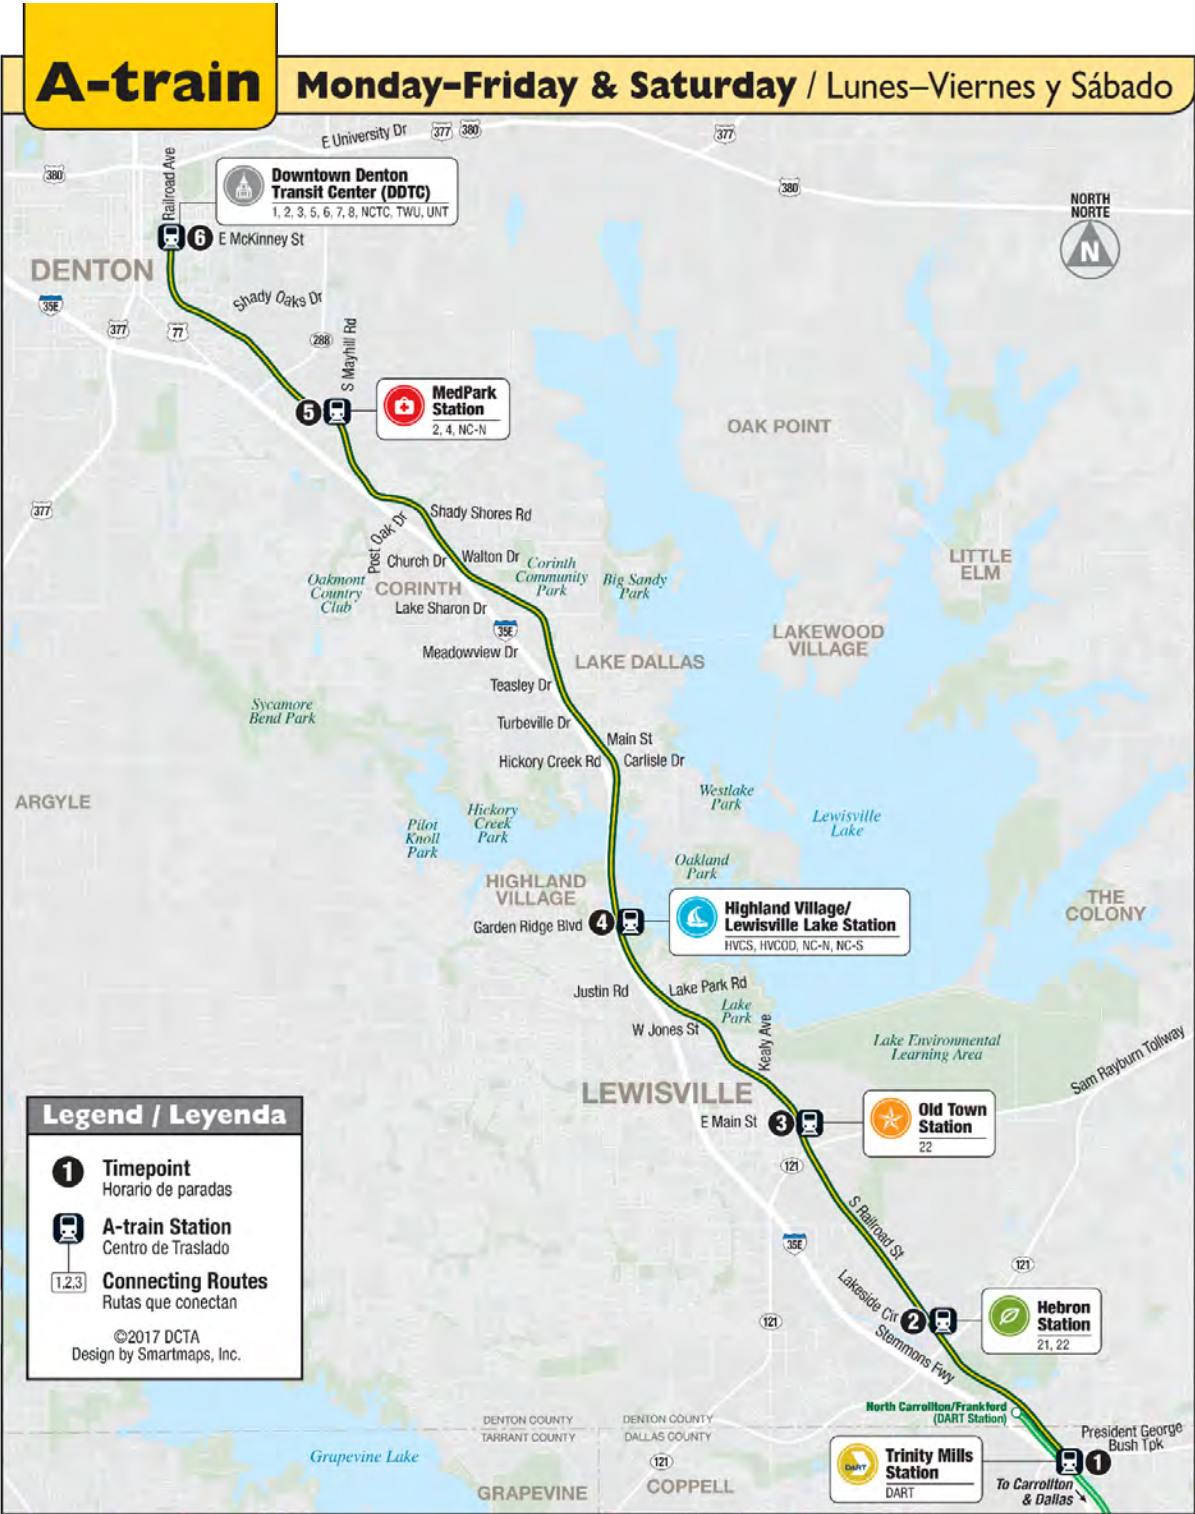 A-train
Monday–Friday & Saturday / Lunes–Viernes y Sábado
E University Dr
377
380
377
380
380
Railroad Ave
Downtown Denton
Transit Center (DDTC)
1, 2, 3, 5, 6, 7, 8, NCTC, TWU, UNT
NORTH
NORTE
N
6
E McKinney St
DENTON
35E
Shady Oaks Dr
377
77
288
S Mayhill Rd
5
MedPark
Station
2, 4, NC-N
OAK POINT
377
Shady Shores Rd
Post Oak Dr
Church Dr
Walton Dr
Corinth
Community
Park
Big Sandy
Park
LITTLE
ELM
Oakmont
Country
Club
CORINTH
Lake Sharon Dr
35E
LAKEWOOD
VILLAGE
Meadowview Dr
LAKE DALLAS
Teasley Dr
Sycamore
Bend Park
Turbeville Dr
Main St
Hickory Creek Rd
Carlisle Dr
ARGYLE
Westlake
Park
Hickory
Creek
Park
Pilot
Knoll
Park
Lewisville
Lake
Oakland
Park
HIGHLAND
VILLAGE
THE
COLONY
Garden Ridge Blvd
4
Highland Village/
Lewisville Lake Station
HVCS, HVCOD, NC-N, NC-S
Justin Rd
Lake Park Rd
Lake
Park
W Jones St
Kealy Ave
Lake Environmental
Learning Area
Sam Rayburn Tollway
LEWISVILLE
E Main St
3
Old Town
Station
22
121
S Railroad St
35E
121
Lakeside Cir
2
Hebron
Station
21, 22
121
Stemmons Fwy
Legend / Leyenda
1
Timepoint
Horario de paradas
A-train Station
Centro de Traslado
1,2,3
Connecting Routes
Rutas que conectan
©2017 DCTA
Design by Smartmaps, Inc.
North Carrollton/Frankford
(DART Station)
DENTON COUNTY
TARRANT COUNTY
DENTON COUNTY
DALLAS COUNTY
President George
Bush Tpk
Grapevine Lake
121
DART
Trinity Mills
Station
DART
1
To Carrollton
& Dallas
GRAPEVINE
COPPELL